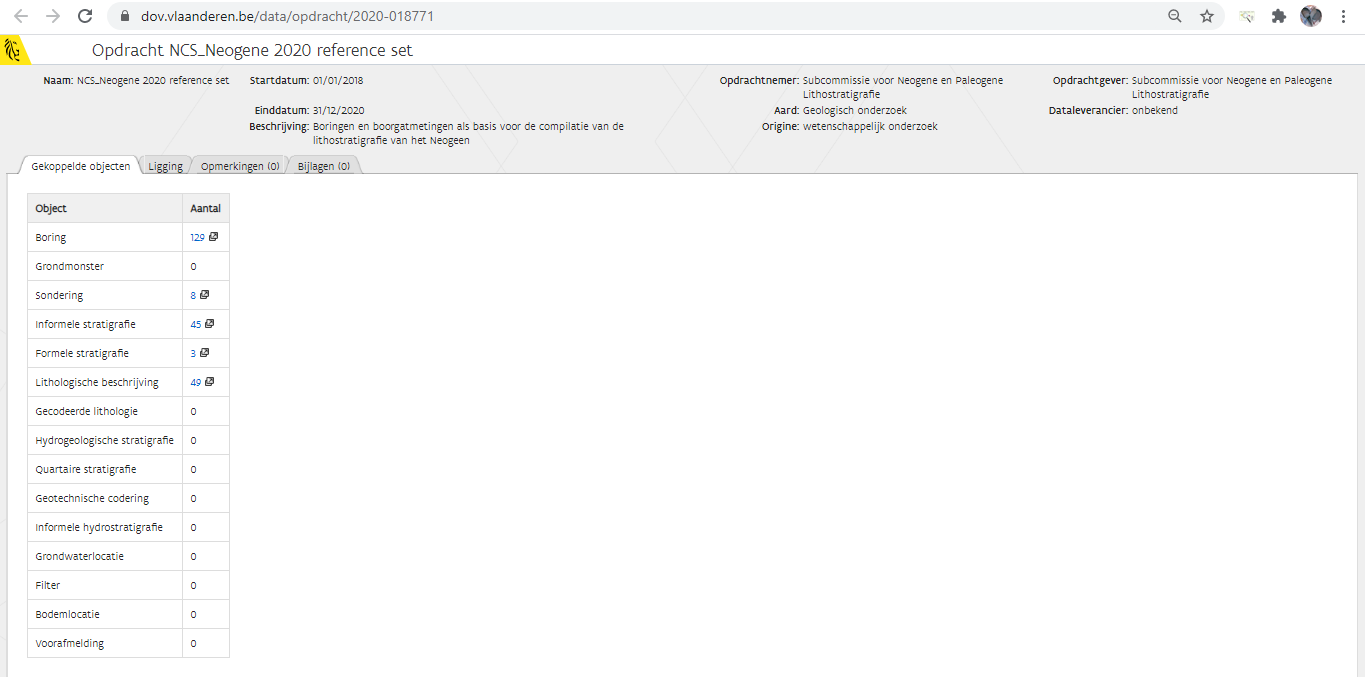 dov.vlaanderen.be/data/opdracht/2020-018771
Opdracht NCS_Neogene 2020 reference set
Naam: NCS_Neogene 2020 reference set
Startdatum: 01/01/2018
Einddatum: 31/12/2020
Beschrijving: Boringen en boorgatmetingen als basis voor de compilatie van de
lithostratigrafie van het Neogeen
Opdrachtnemer: Subcommissie voor Neogene en Paleogene
Lithostratigrafie
Aard: Geologisch onderzoek
Origine: wetenschappelijk onderzoek
Opdrachtgever: Subcommissie voor Neogene en Paleogene
Lithostratigrafie
Dataleverancier: onbekend
Gekoppelde objecten Ligging Opmerkingen (0) Bijlagen (0)
Object Aantal
Boring 129
Grondmonster 0
Sondering 8
Informele stratigrafie 45
Formele stratigrafie 3
Lithologische beschrijving 49
Gecodeerde lithologie 0
Hydrogeologische stratigrafie 0
Quartaire stratigrafie 0
Geotechnische codering 0
Informele hydrostratigrafie 0
Grondwaterlocatie 0
Filter 0
Bodemlocatie 0
Voorafmelding 0